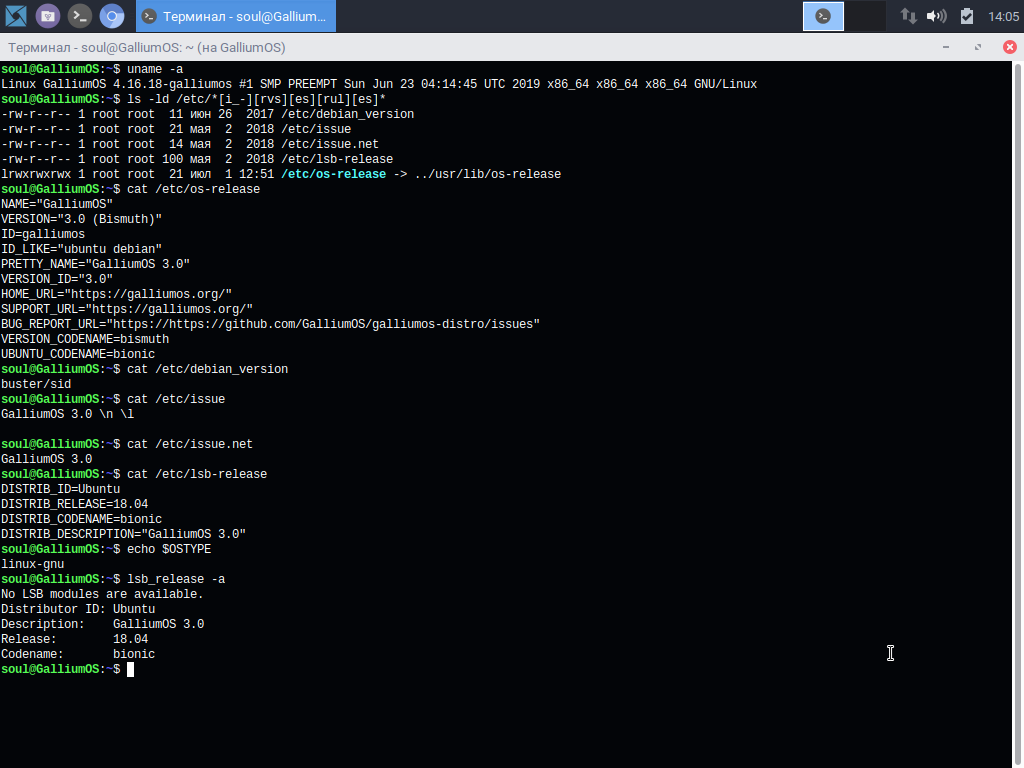 Терминал - soul@Gallium...
14:05
Терминал - soul@GalliumOS: ~ (на GalliumOS)
soul@GalliumOS:~$ uname -a
Linux GalliumOS 4.16.18-galliumos #1 SMP PREEMPT Sun Jun 23 04:14:45 UTC 2019 x86_64 x86_64 x86_64 GNU/Linux
soul@GalliumOS:~$ ls -ld /etc/*[i_-][rvs][es][rul][es]*
-rw-r--r-- 1 root root  11 июн 26  2017 /etc/debian_version
-rw-r--r-- 1 root root  21 мая  2  2018 /etc/issue
-rw-r--r-- 1 root root  14 мая  2  2018 /etc/issue.net
-rw-r--r-- 1 root root 100 мая  2  2018 /etc/lsb-release
lrwxrwxrwx 1 root root  21 июл  1 12:51 /etc/os-release -> ../usr/lib/os-release
soul@GalliumOS:~$ cat /etc/os-release
NAME="GalliumOS"
VERSION="3.0 (Bismuth)"
ID=galliumos
ID_LIKE="ubuntu debian"
PRETTY_NAME="GalliumOS 3.0"
VERSION_ID="3.0"
HOME_URL="https://galliumos.org/"
SUPPORT_URL="https://galliumos.org/"
BUG_REPORT_URL="https://https://github.com/GalliumOS/galliumos-distro/issues"
VERSION_CODENAME=bismuth
UBUNTU_CODENAME=bionic
soul@GalliumOS:~$ cat /etc/debian_version
buster/sid
soul@GalliumOS:~$ cat /etc/issue
GalliumOS 3.0 \n \l
soul@GalliumOS:~$ cat /etc/issue.net
GalliumOS 3.0
soul@GalliumOS:~$ cat /etc/lsb-release
DISTRIB_ID=Ubuntu
DISTRIB_RELEASE=18.04
DISTRIB_CODENAME=bionic
DISTRIB_DESCRIPTION="GalliumOS 3.0"
soul@GalliumOS:~$ echo $OSTYPE
linux-gnu
soul@GalliumOS:~$ lsb_release -a
No LSB modules are available.
Distributor ID: Ubuntu
Description:    GalliumOS 3.0
Release:        18.04
Codename:       bionic
soul@GalliumOS:~$